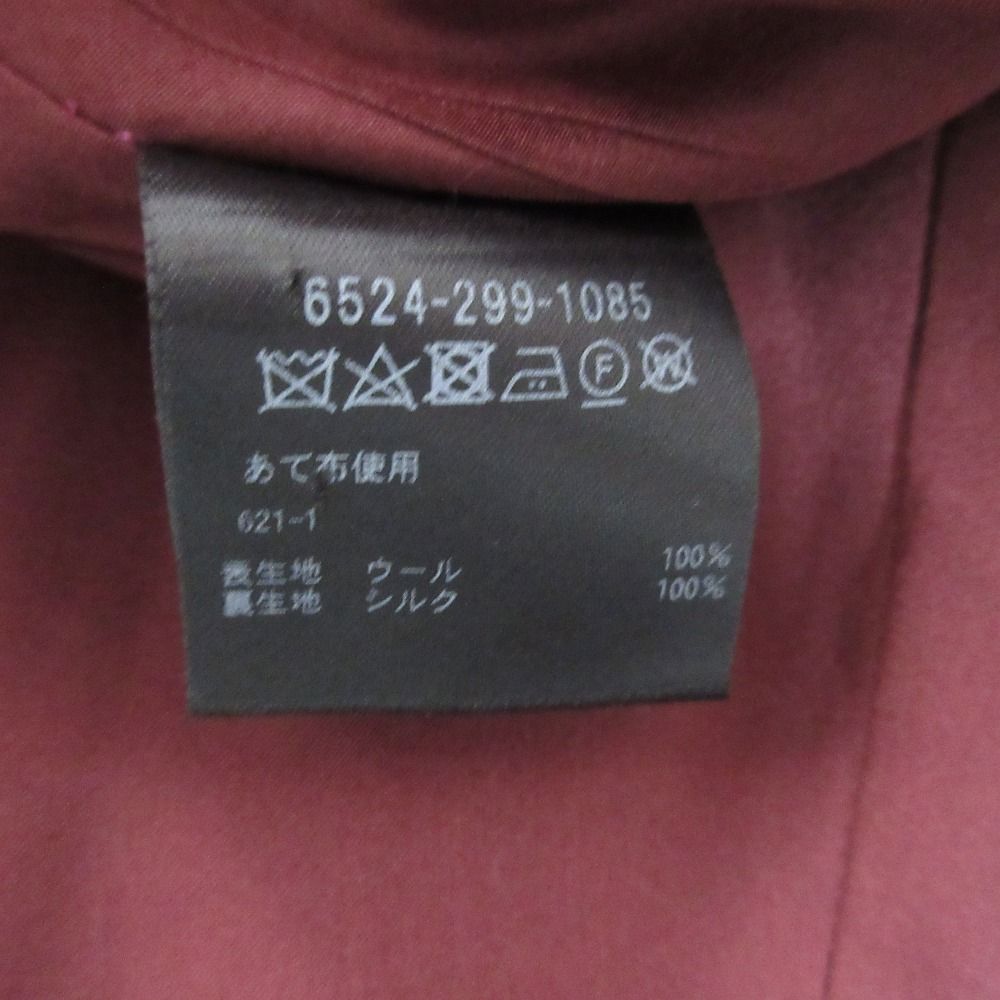 6524-299-1085
F W
あて布使用
621-1
表生地 ウール 100%
裏生地 シルク 100%